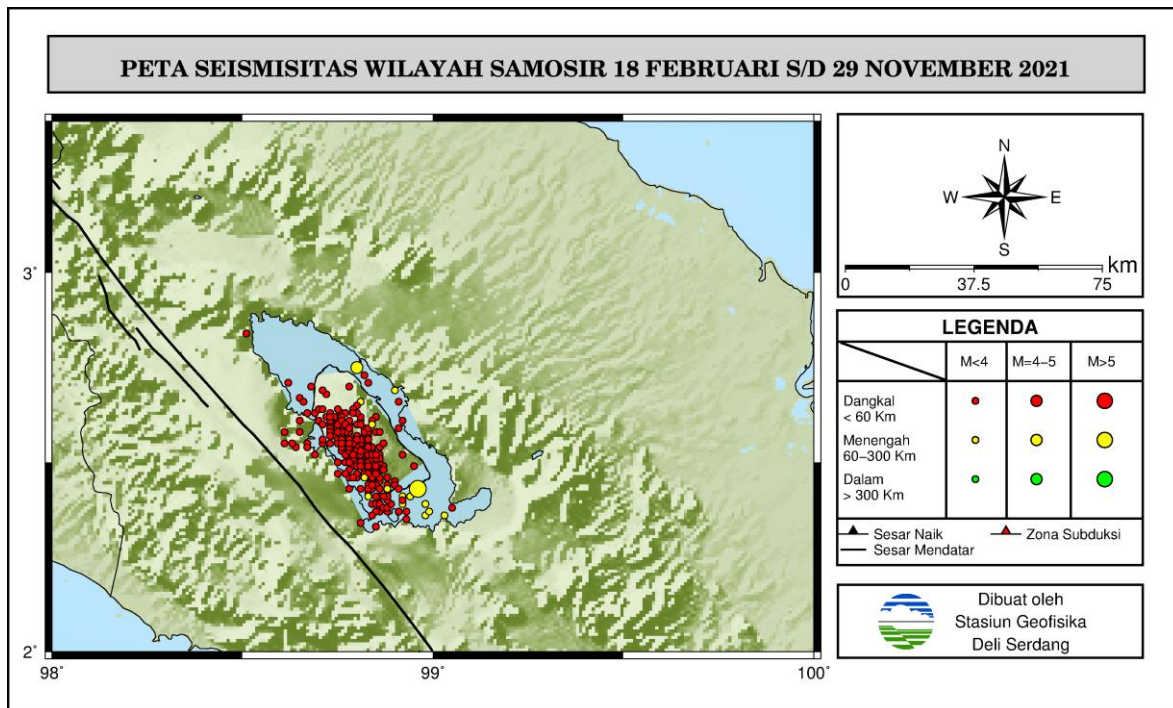 PETA SEISMISITAS WILAYAH SAMOSIR 18 FEBRUARI S/D 29 NOVEMBER 2021
3°
2°
98°
99°
100°
N
W
E
S
km
0
37.5
75
LEGENDA
M<4
M=4–5
M>5
Dangkal
< 60 Km
Menengah
60–300 Km
Dalam
> 300 Km
Sesar Naik
Zona Subduksi
Sesar Mendatar
Dibuat oleh
Stasiun Geofisika
Deli Serdang